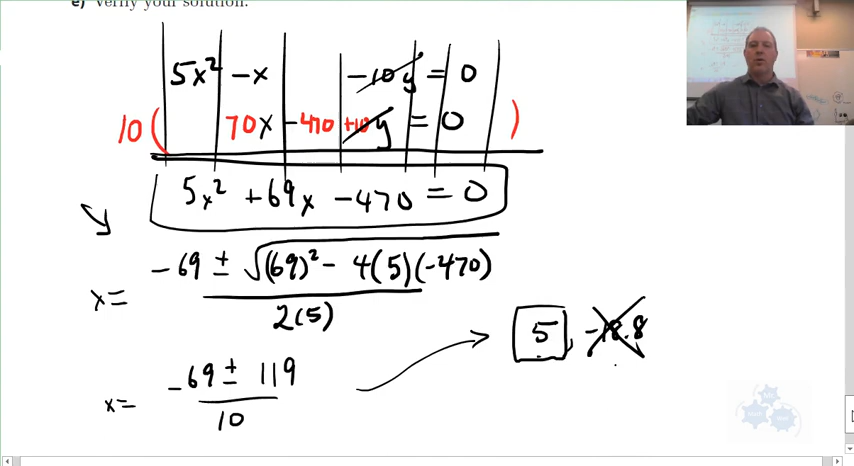 e) Verify your solution.
5x² -x -10y = 0
10( 70x -470 +10y = 0 )
5x² +69x -470 = 0
x= -69 ± √(69)² - 4(5)(-470)
2(5)
5, -18.8
x= -69 ± 119
10